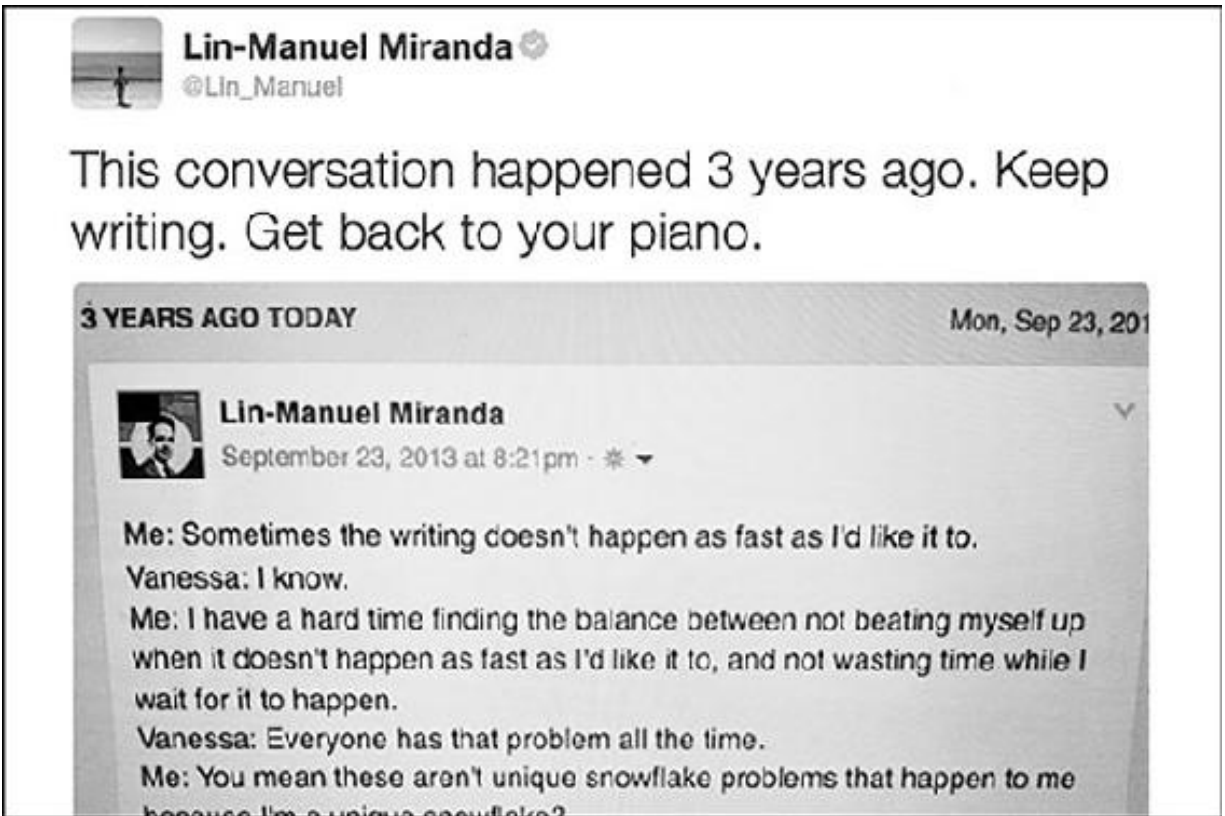 Lin-Manuel Miranda
@Lin_Manuel
This conversation happened 3 years ago. Keep
writing. Get back to your piano.
3 YEARS AGO TODAY
Mon, Sep 23, 201
Lin-Manuel Miranda
September 23, 2013 at 8:21pm ·
Me: Sometimes the writing doesn't happen as fast as I'd like it to.
Vanessa: I know.
Me: I have a hard time finding the balance between not beating myself up
when it doesn't happen as fast as I'd like it to, and not wasting time while I
wait for it to happen.
Vanessa: Everyone has that problem all the time.
Me: You mean these aren't unique snowflake problems that happen to me
because I'm a unique snowflake?